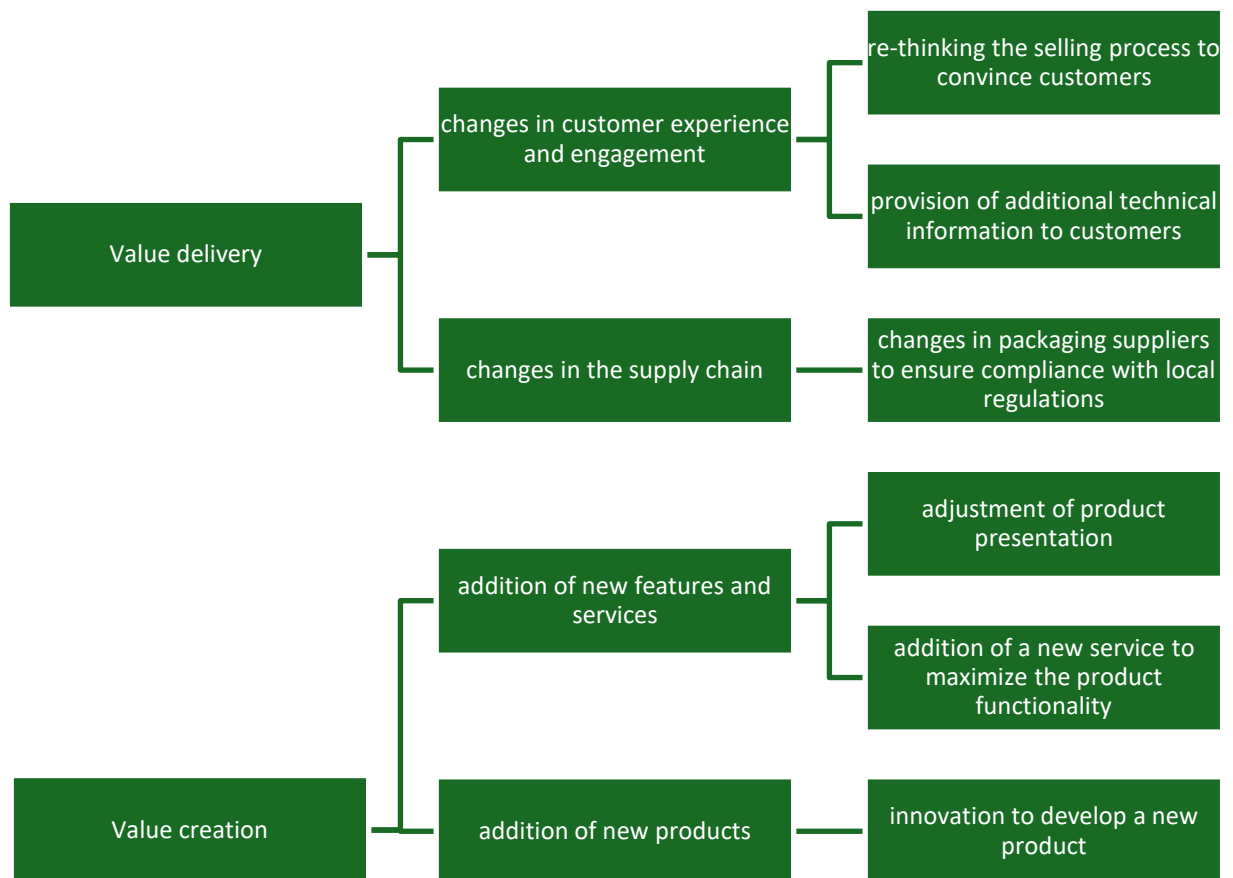 re-thinking the selling process to
convince customers
changes in customer experience
and engagement
provision of additional technical
information to customers
Value delivery
changes in the supply chain
changes in packaging suppliers
to ensure compliance with local
regulations
adjustment of product
presentation
addition of new features and
services
addition of a new service to
maximize the product
functionality
Value creation
addition of new products
innovation to develop a new
product